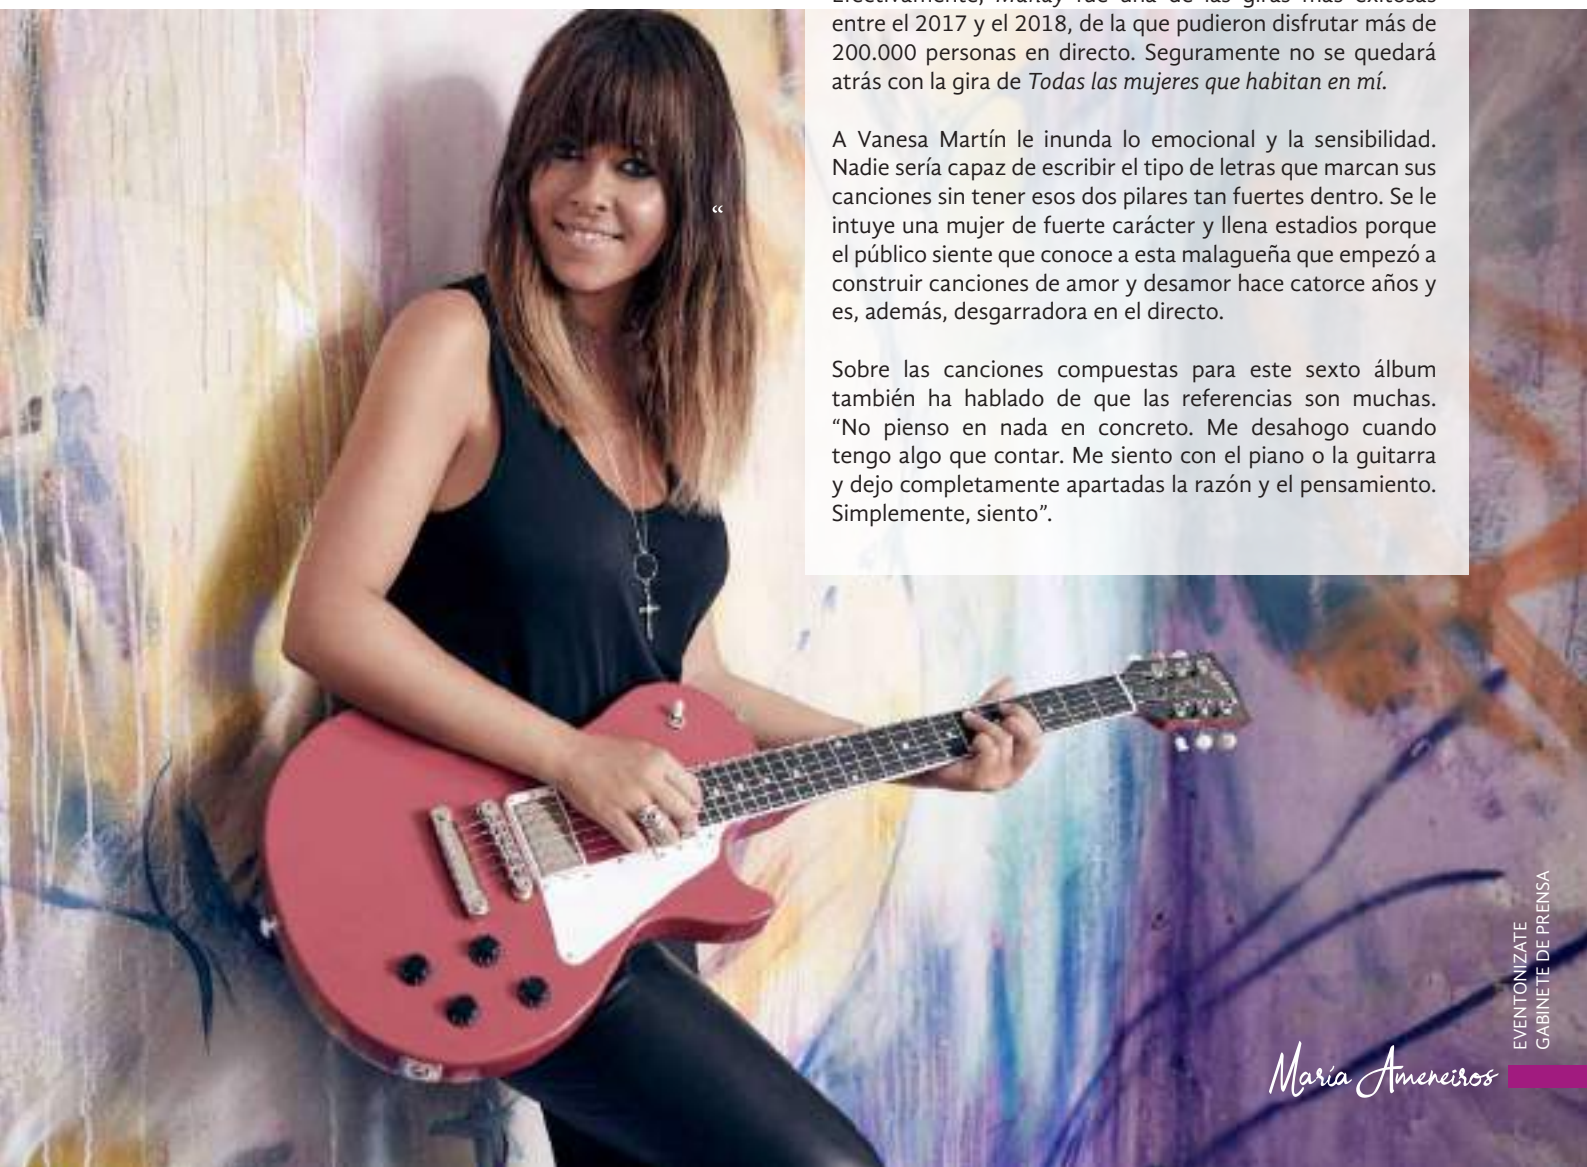 entre el 2017 y el 2018, de la que pudieron disfrutar más de
200.000 personas en directo. Seguramente no se quedará
atrás con la gira de Todas las mujeres que habitan en mí.
A Vanesa Martín le inunda lo emocional y la sensibilidad.
Nadie sería capaz de escribir el tipo de letras que marcan sus
canciones sin tener esos dos pilares tan fuertes dentro. Se le
intuye una mujer de fuerte carácter y llena estadios porque
el público siente que conoce a esta malagueña que empezó a
construir canciones de amor y desamor hace catorce años y
es, además, desgarradora en el directo.
Sobre las canciones compuestas para este sexto álbum
también ha hablado de que las referencias son muchas.
“No pienso en nada en concreto. Me desahogo cuando
tengo algo que contar. Me siento con el piano o la guitarra
y dejo completamente apartadas la razón y el pensamiento.
Simplemente, siento”.
“
EVENTONIZATE
GABINETE DE PRENSA
María Ameneiros